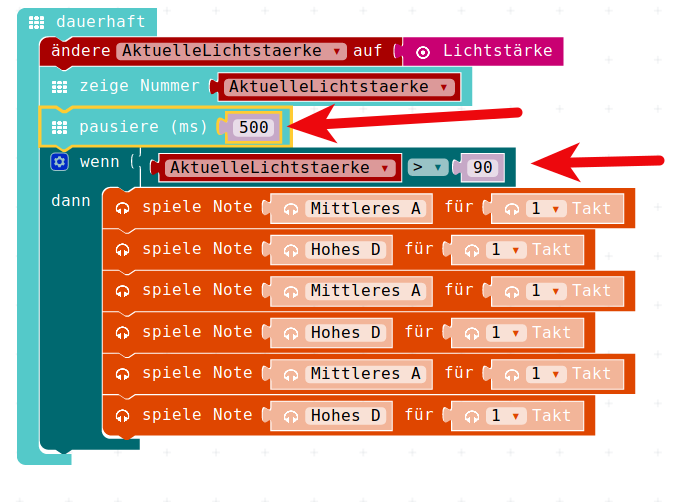 dauerhaft
ändere AktuelleLichtstaerke auf Lichtstärke
zeige Nummer AktuelleLichtstaerke
pausiere (ms) 500
wenn AktuelleLichtstaerke > 90
dann spiele Note Mittleres A für 1 Takt
spiele Note Hohes D für 1 Takt
spiele Note Mittleres A für 1 Takt
spiele Note Hohes D für 1 Takt
spiele Note Mittleres A für 1 Takt
spiele Note Hohes D für 1 Takt